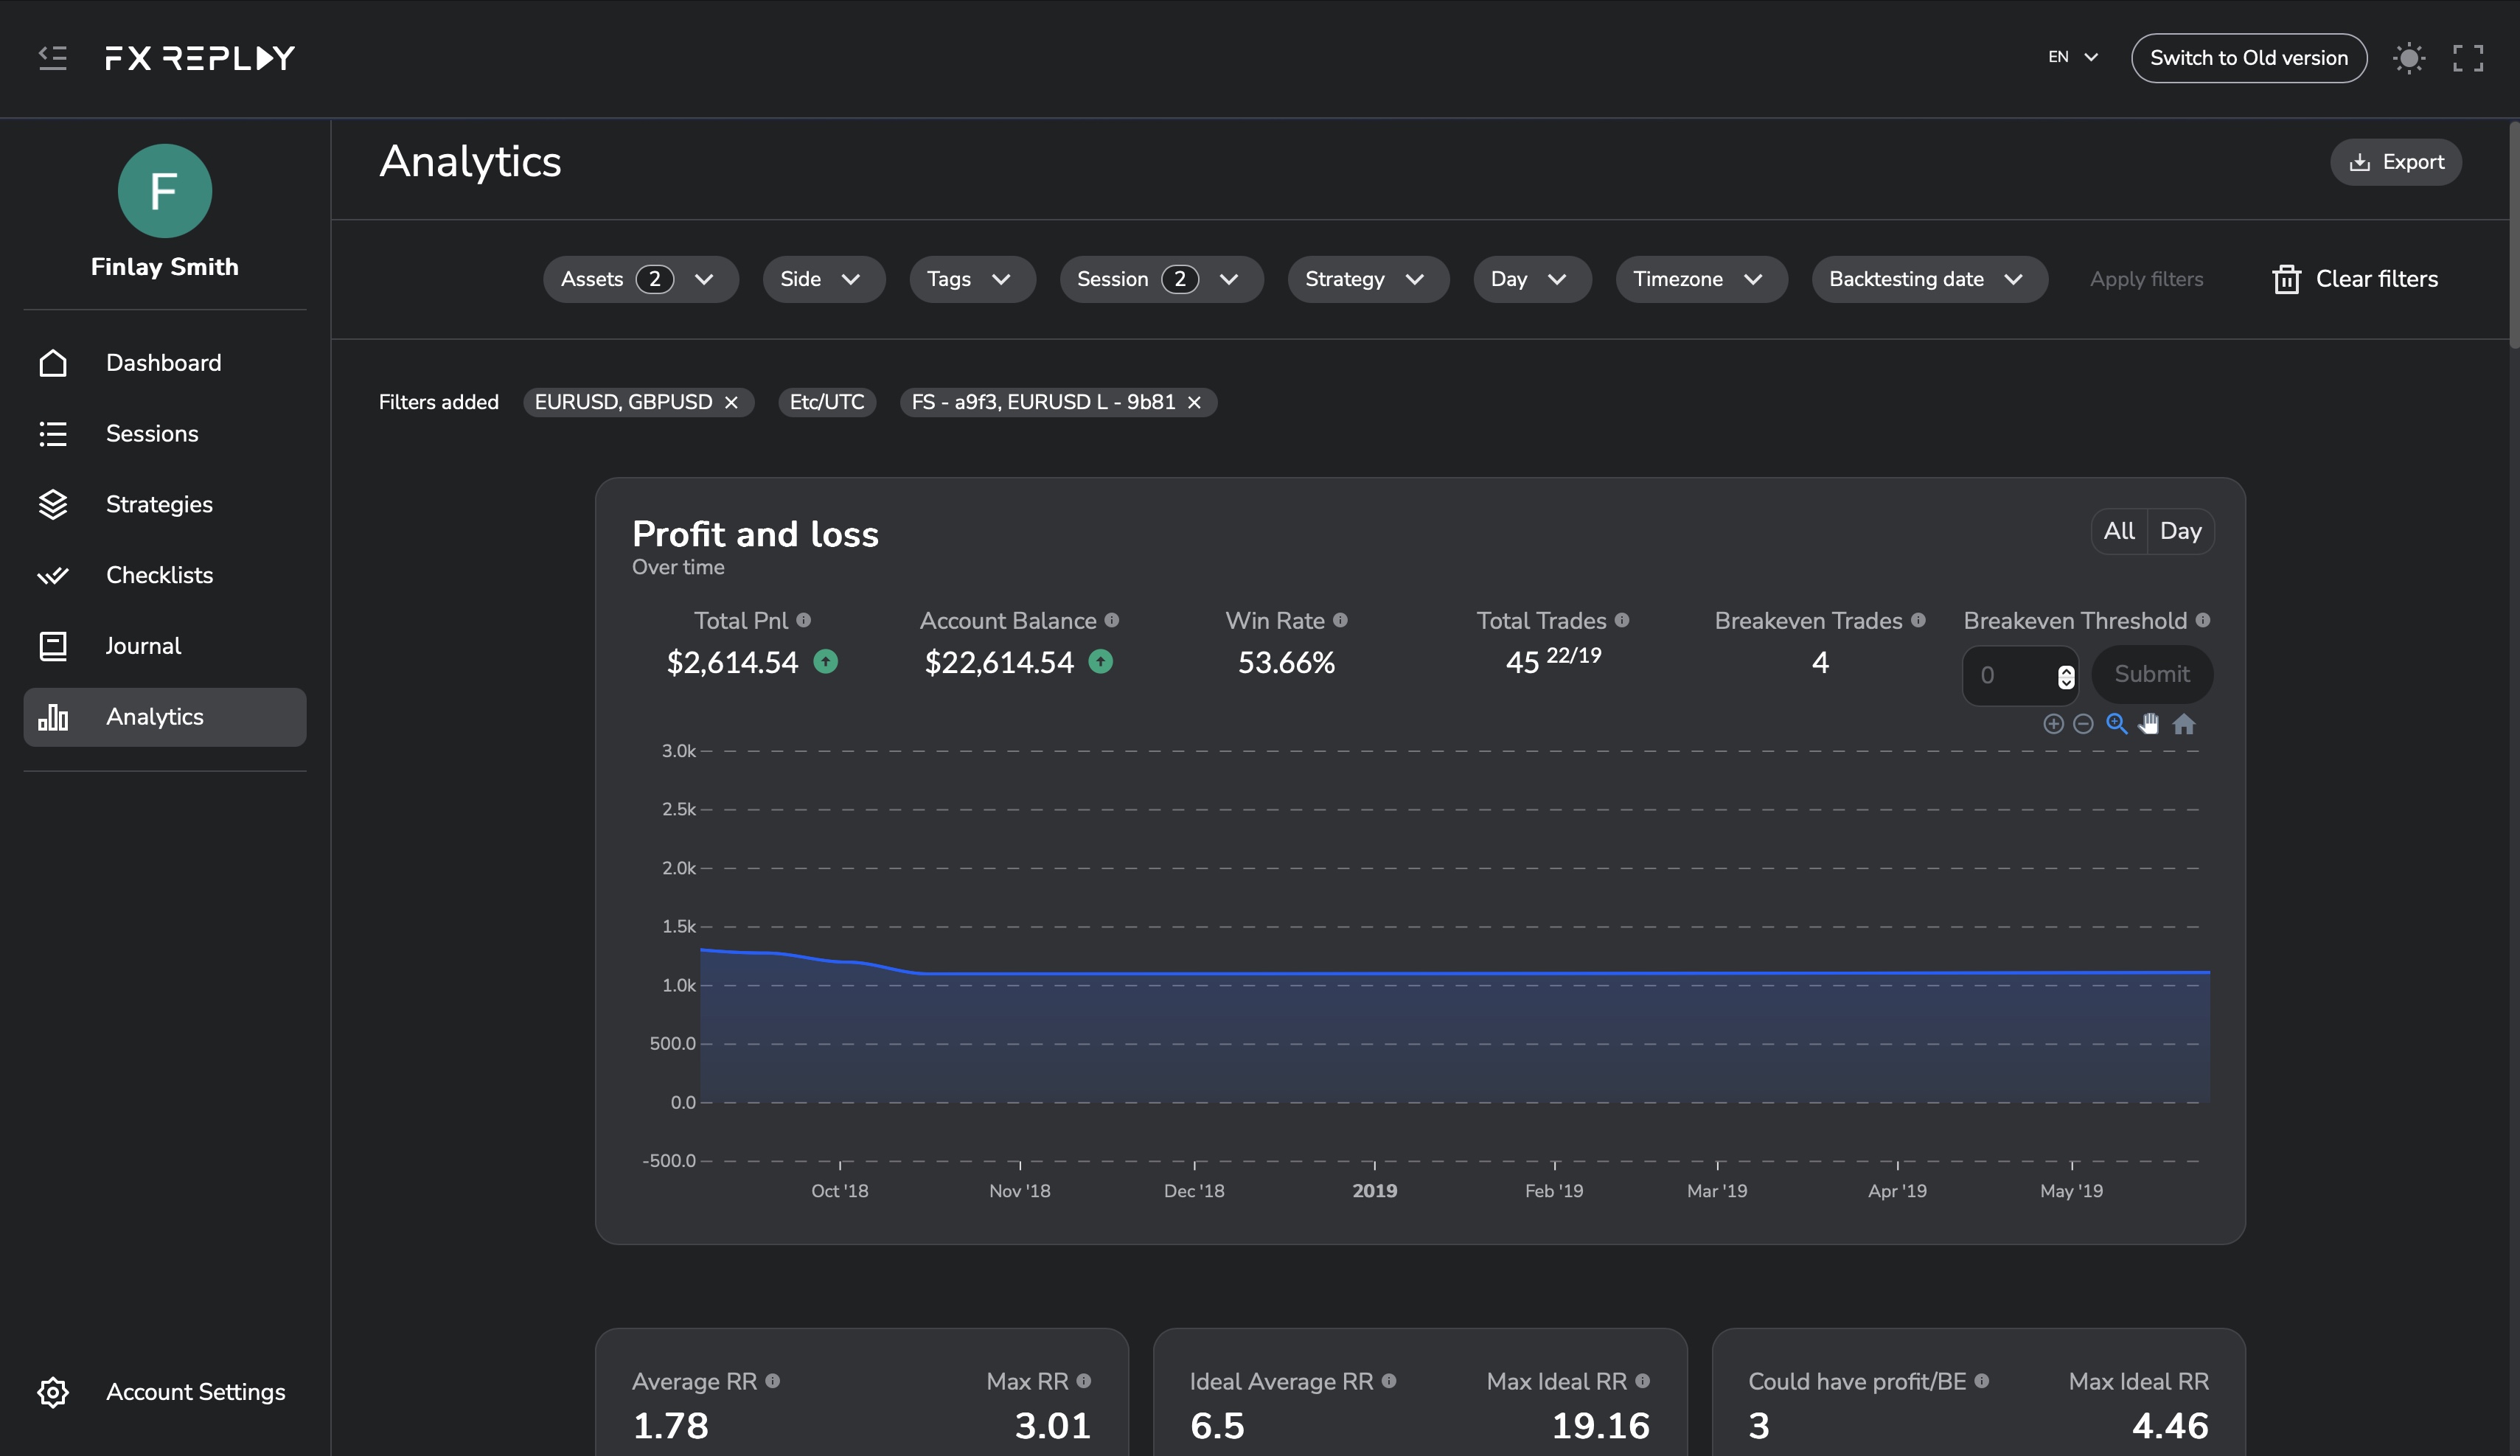 FX REPLAY
EN
Switch to Old version
F
Finlay Smith
Dashboard
Sessions
Strategies
Checklists
Journal
Analytics
Account Settings
Analytics
Export
Assets 2 Side Tags Session 2 Strategy Day Timezone Backtesting date Apply filters Clear filters
Filters added EURUSD, GBPUSD Etc/UTC FS - a9f3, EURUSD L - 9b81
Profit and loss
Over time
All Day
Total Pnl Account Balance Win Rate Total Trades Breakeven Trades Breakeven Threshold
$2,614.54 $22,614.54 53.66% 45 22/19 4 0 Submit
3.0k
2.5k
2.0k
1.5k
1.0k
500.0
0.0
-500.0
Oct '18 Nov '18 Dec '18 2019 Feb '19 Mar '19 Apr '19 May '19
Average RR Max RR
1.78 3.01
Ideal Average RR Max Ideal RR
6.5 19.16
Could have profit/BE Max Ideal RR
3 4.46